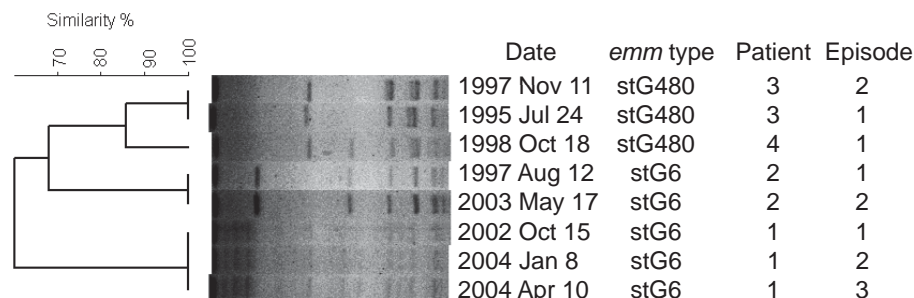 Similarity %
70 80 90 100
Date emm type Patient Episode
1997 Nov 11 stG480 3 2
1995 Jul 24 stG480 3 1
1998 Oct 18 stG480 4 1
1997 Aug 12 stG6 2 1
2003 May 17 stG6 2 2
2002 Oct 15 stG6 1 1
2004 Jan 8 stG6 1 2
2004 Apr 10 stG6 1 3